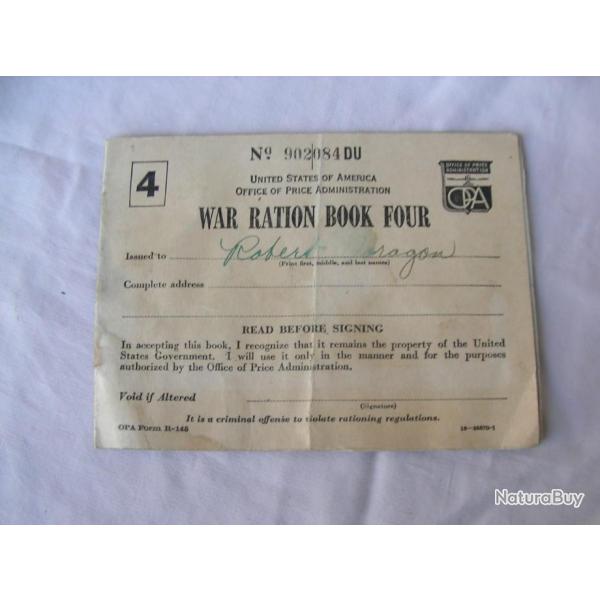 Nº 902084 DU
4
UNITED STATES OF AMERICA
OFFICE OF PRICE ADMINISTRATION
OFFICE OF PRICE
ADMINISTRATION
OPA
WAR RATION BOOK FOUR
Issued to Robert
(Print first, middle, and last names)
Complete address
READ BEFORE SIGNING
In accepting this book, I recognize that it remains the property of the United
States Government. I will use it only in the manner and for the purposes
authorized by the Office of Price Administration.
Void if Altered
(Signature)
It is a criminal offense to violate rationing regulations.
OPA Form R-145
NaturaBuy